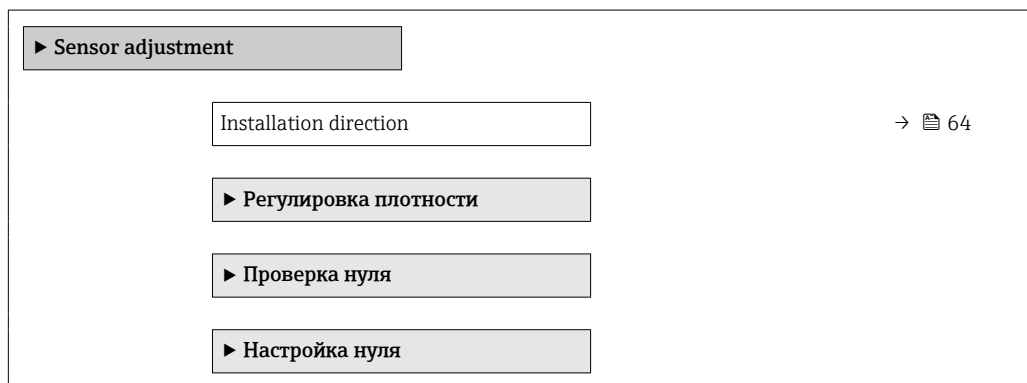 ▶ Sensor adjustment
Installation direction → 64
▶ Регулировка плотности
▶ Проверка нуля
▶ Настройка нуля